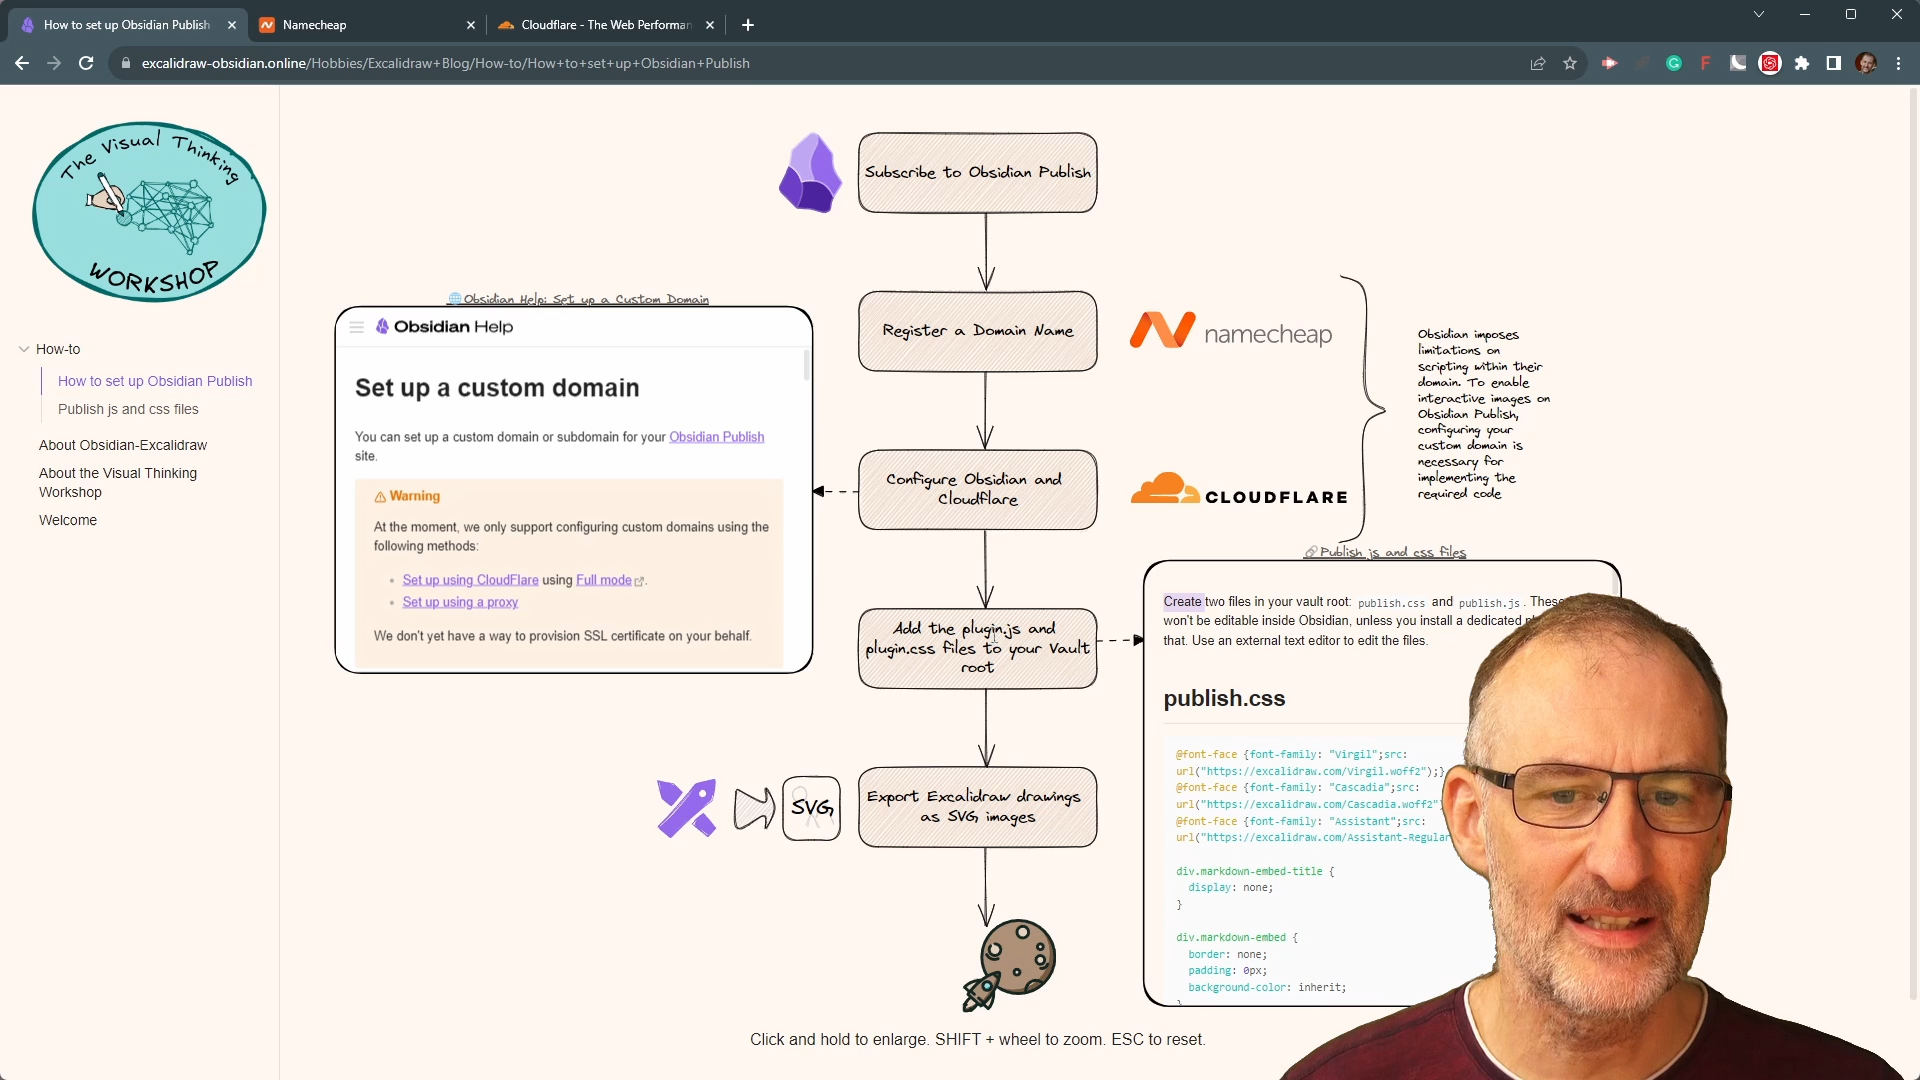 How to set up Obsidian Publish
Namecheap
Cloudflare - The Web Performan
excalidraw-obsidian.online/Hobbies/Excalidraw+Blog/How-to/How+to+set+up+Obsidian+Publish
The Visual Thinking
WORKSHOP
How-to
How to set up Obsidian Publish
Publish js and css files
About Obsidian-Excalidraw
About the Visual Thinking
Workshop
Welcome
Subscribe to Obsidian Publish
Register a Domain Name
namecheap
Configure Obsidian and
Cloudflare
CLOUDFLARE
Obsidian imposes
limitations on
scripting within their
domain. To enable
interactive images on
Obsidian Publish,
configuring your
custom domain is
necessary for
implementing the
required code
Obsidian Help: Set up a Custom Domain
Obsidian Help
Set up a custom domain
You can set up a custom domain or subdomain for your Obsidian Publish
site.
Warning
At the moment, we only support configuring custom domains using the
following methods:
Set up using CloudFlare using Full mode.
Set up using a proxy
We don't yet have a way to provision SSL certificate on your behalf.
Add the plugin.js and
plugin.css files to your Vault
root
Publish js and css files
Create two files in your vault root: publish.css and publish.js. These
won't be editable inside Obsidian, unless you install a dedicated
that. Use an external text editor to edit the files.
publish.css
@font-face {font-family: "Virgil";src:
url("https://excalidraw.com/Virgil.woff2");}
@font-face {font-family: "Cascadia";src:
url("https://excalidraw.com/Cascadia.woff2"
@font-face {font-family: "Assistant";src:
url("https://excalidraw.com/Assistant-Regular
div.markdown-embed-title {
display: none;
}
div.markdown-embed {
border: none;
padding: 0px;
background-color: inherit;
}
SVG
Export Excalidraw drawings
as SVG images
Click and hold to enlarge. SHIFT + wheel to zoom. ESC to reset.